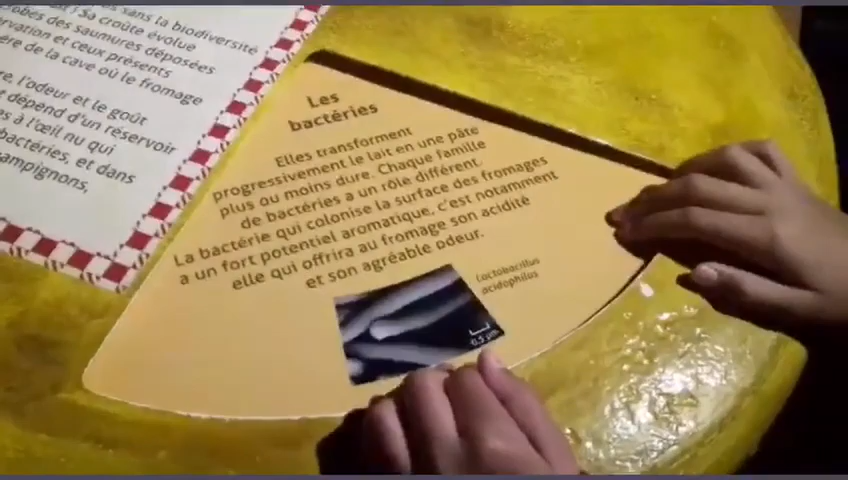 sans la biodiversité
robes des saumures déposées
Sa croûte évolue
et ceux présents
de la cave où le fromage
l'odeur et le goût
dépend d'un réservoir
à l'œil nu qui
bactéries, et dans
champignons.
Les
bactéries.
Elles transforment
progressivement le lait en une pâte
plus ou moins dure. Chaque famille
de bactéries a un rôle différent.
La bactérie qui colonise la surface des fromages
a un fort potentiel aromatique, c'est notamment
elle qui offrira au fromage son acidité
et son agréable odeur.
Lactobacillus
acidophilus
0,5 µm